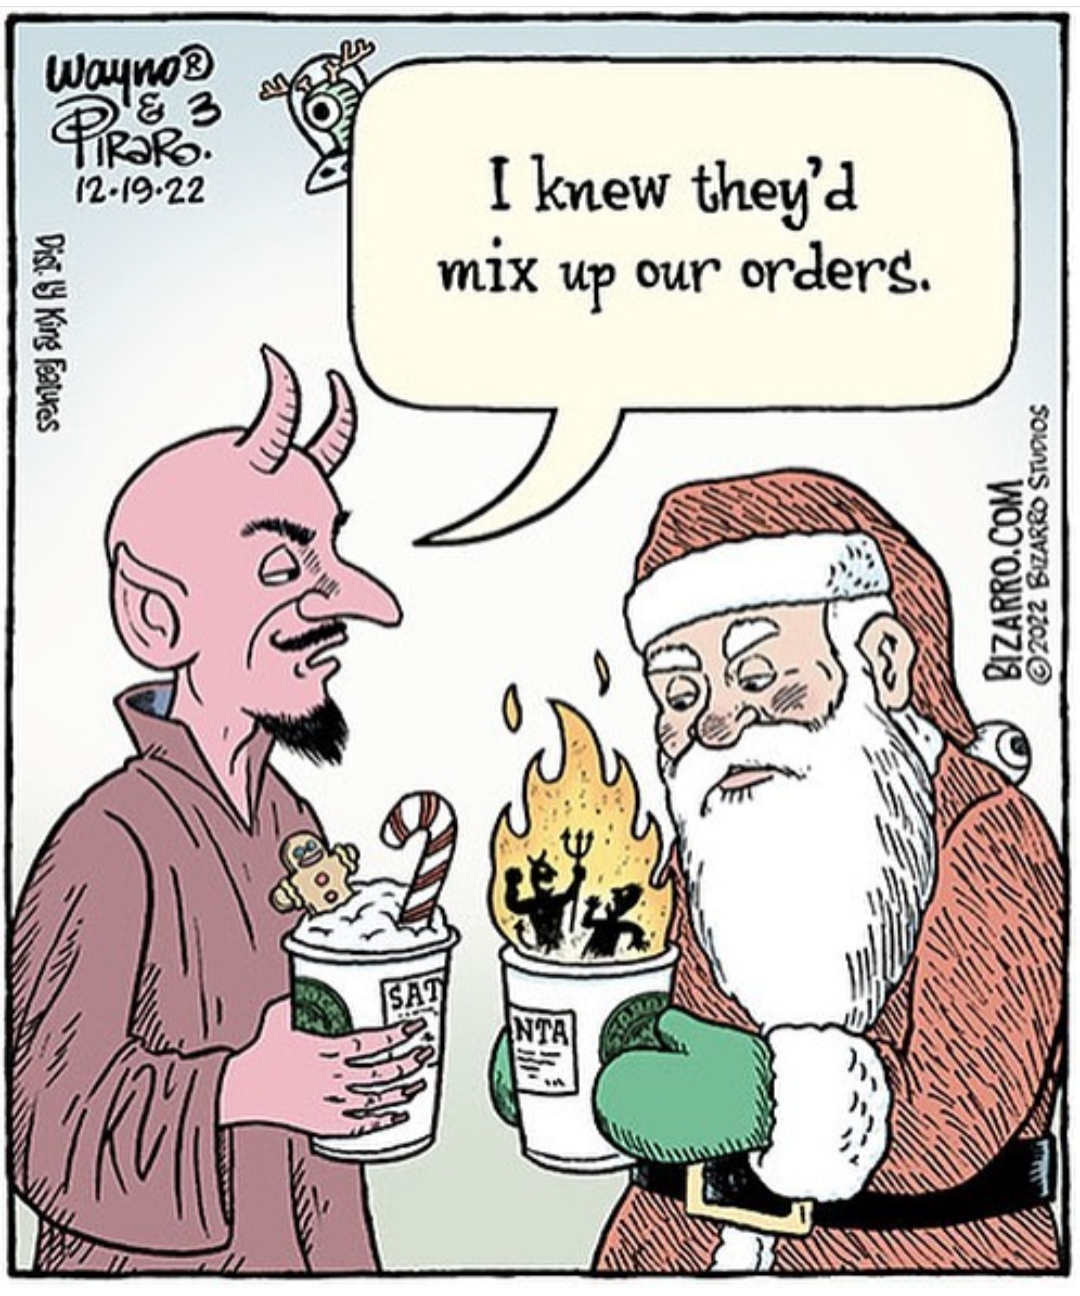 Wayno®
& 3
PIRARO.
12·19·22
Dist. by King Features
I knew they'd
mix up our orders.
BIZARRO.COM
©2022 BIZARRO STUDIOS
SAT
NTA